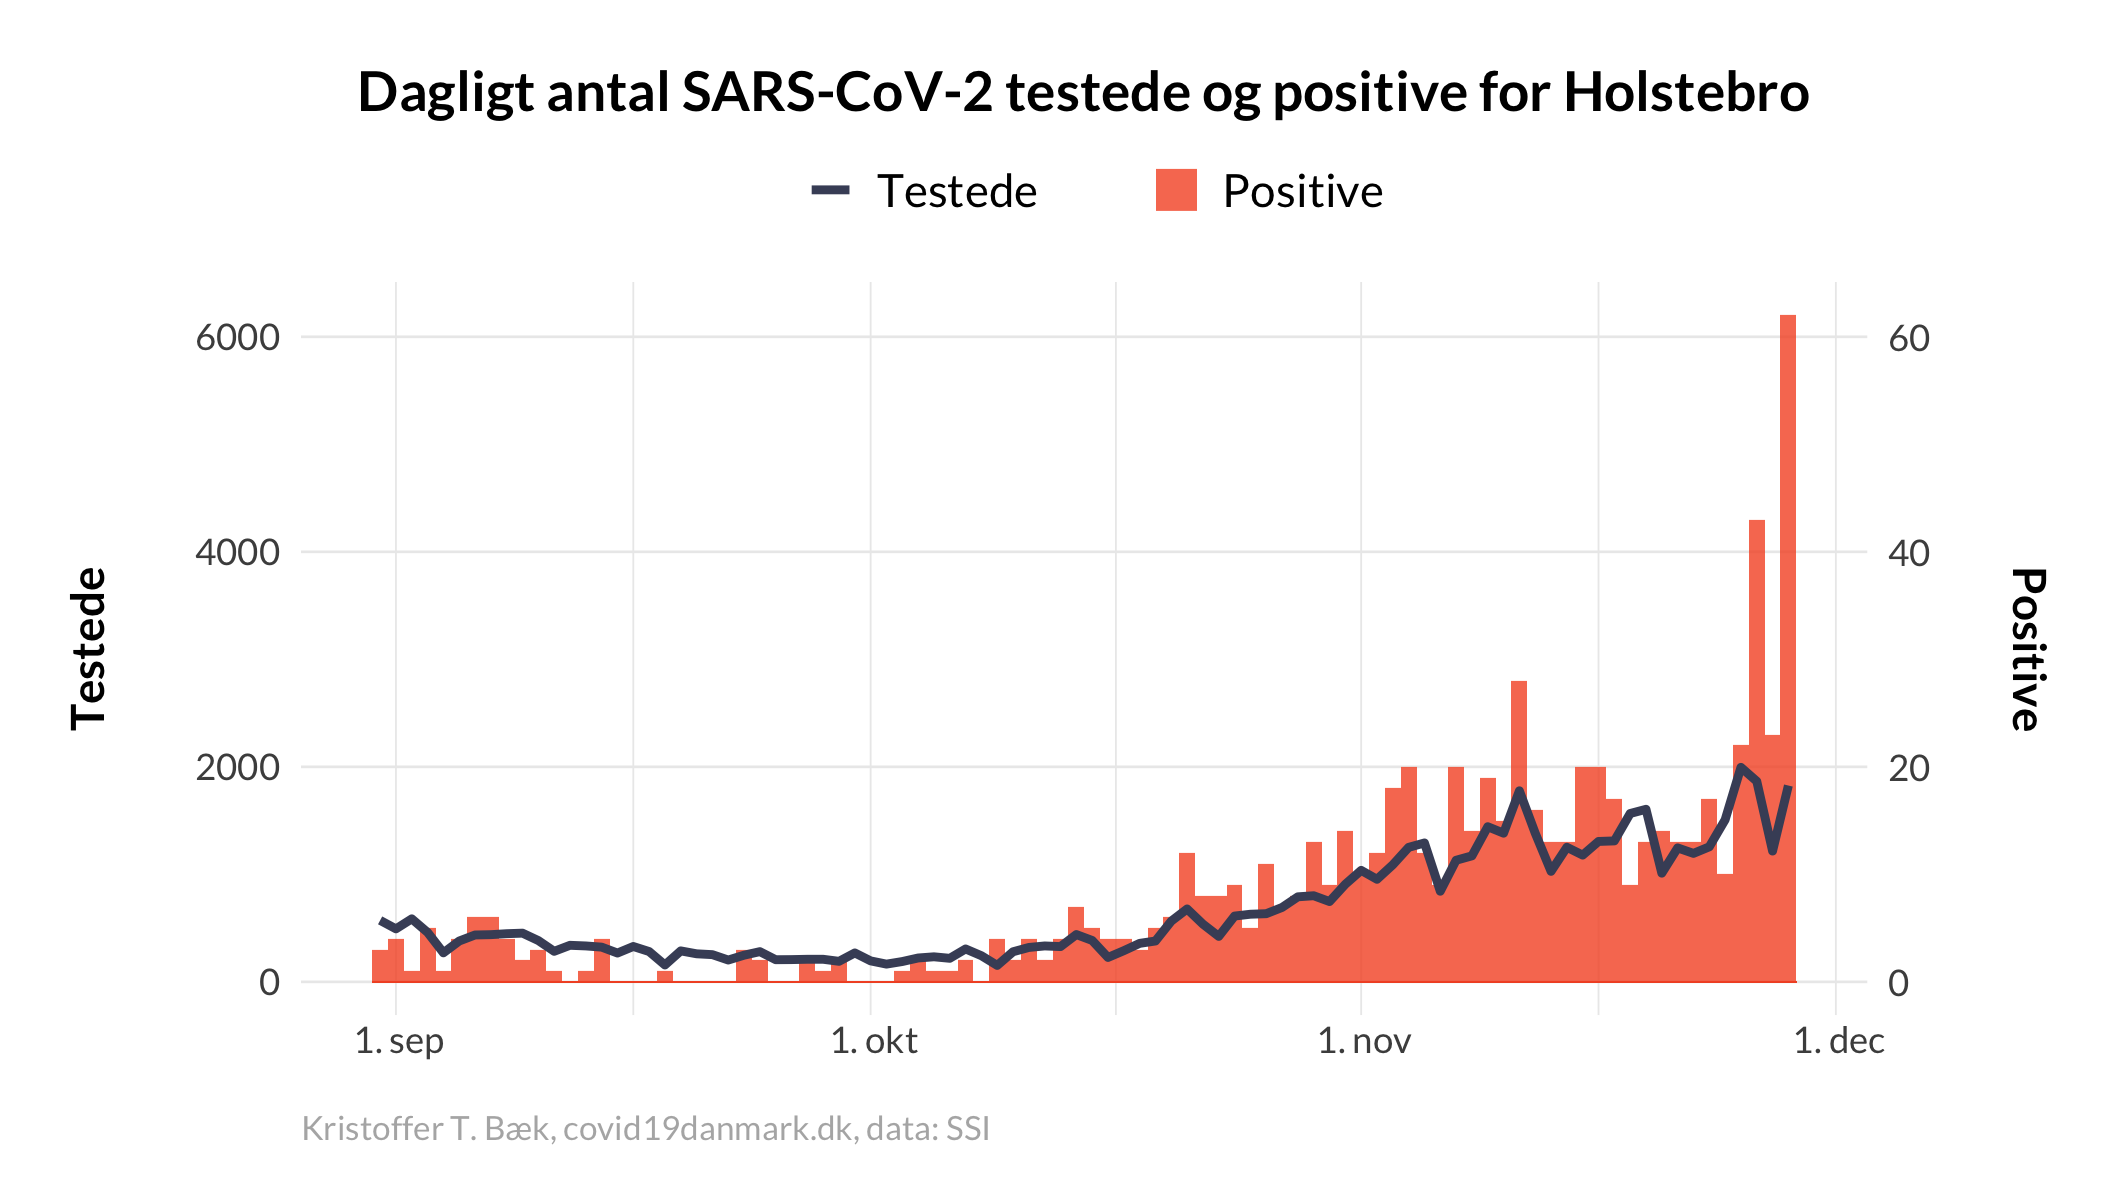 Dagligt antal SARS-CoV-2 testede og positive for Holstebro
Testede Positive
6000 60
4000 40
2000 20
0 0
Testede
Positive
1. sep 1. okt 1. nov 1. dec
Kristoffer T. Bæk, covid19danmark.dk, data: SSI